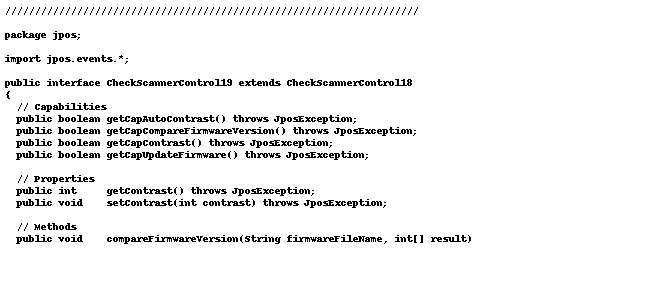 /////////////////////////////////////////////////////////////////////
package jpos;
import jpos.events.*;
public interface CheckScannerControl19 extends CheckScannerControl18
{
// Capabilities
public boolean getCapAutoContrast() throws JposException;
public boolean getCapCompareFirmwareVersion() throws JposException;
public boolean getCapContrast() throws JposException;
public boolean getCapUpdateFirmware() throws JposException;
// Properties
public int getContrast() throws JposException;
public void setContrast(int contrast) throws JposException;
// Methods
public void compareFirmwareVersion(String firmwareFileName, int[] result)